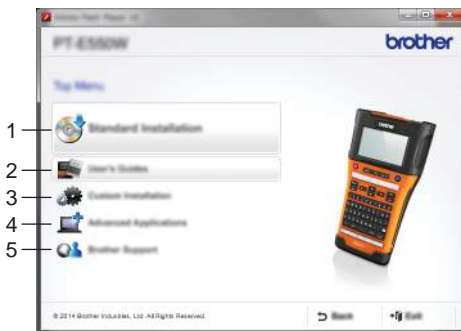 PT-E550W
brother
Top Menu
1 Standard Installation
2 User's Guides
3 Custom Installation
4 Advanced Applications
5 Brother Support
© 2014 Brother Industries, Ltd. All Rights Reserved.
Back
Exit